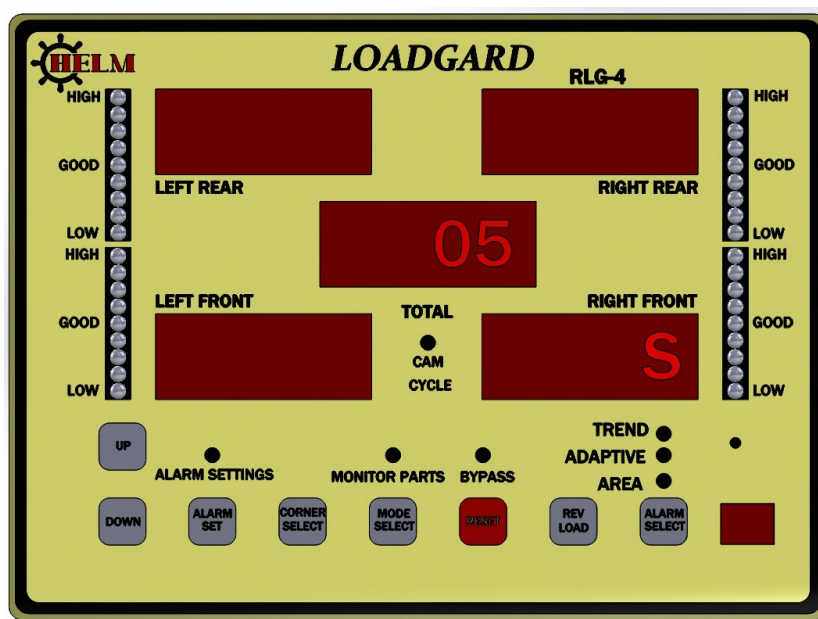 HELM
LOADGARD
RLG-4
HIGH
GOOD
LOW
LEFT REAR
RIGHT REAR
HIGH
GOOD
LOW
05
HIGH
GOOD
LOW
LEFT FRONT
TOTAL
RIGHT FRONT
HIGH
GOOD
LOW
CAM
CYCLE
S
UP
ALARM SETTINGS
MONITOR PARTS
BYPASS
TREND
ADAPTIVE
AREA
DOWN
ALARM
SET
CORNER
SELECT
MODE
SELECT
RESET
REV
LOAD
ALARM
SELECT